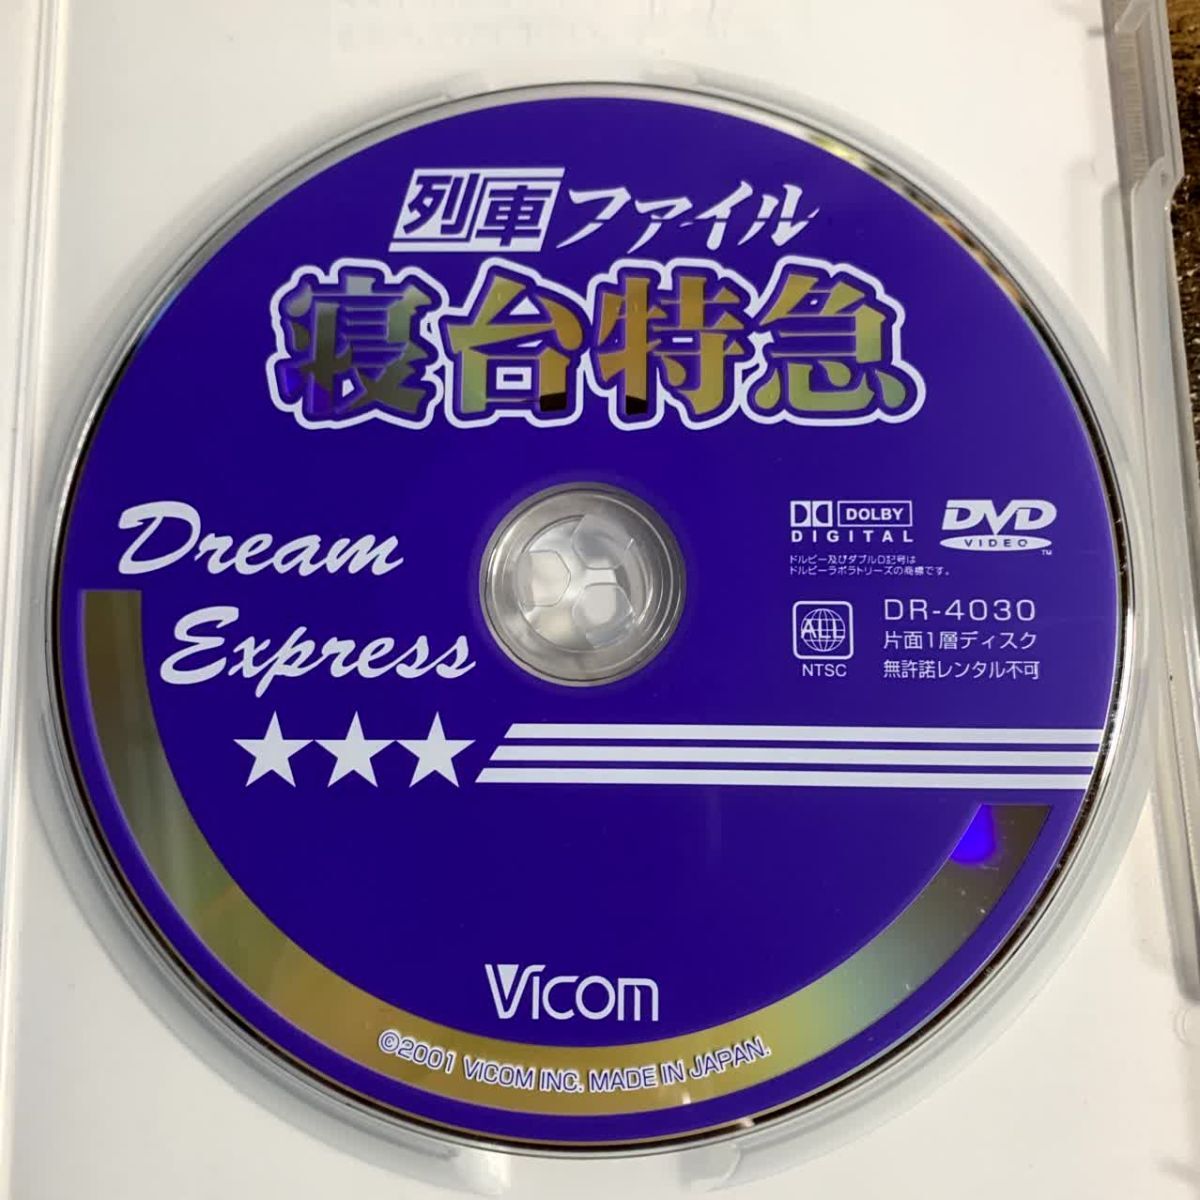 列車ファイル
寝台特急
Dream
Express
DOLBY
DIGITAL
ドルビー及びダブルD記号は
ドルビーラボラトリーズの商標です。
DVD
VIDEO
TM
ALL
NTSC
DR-4030
片面1層ディスク
無許諾レンタル不可
Vicom
©2001 VICOM INC. MADE IN JAPAN.